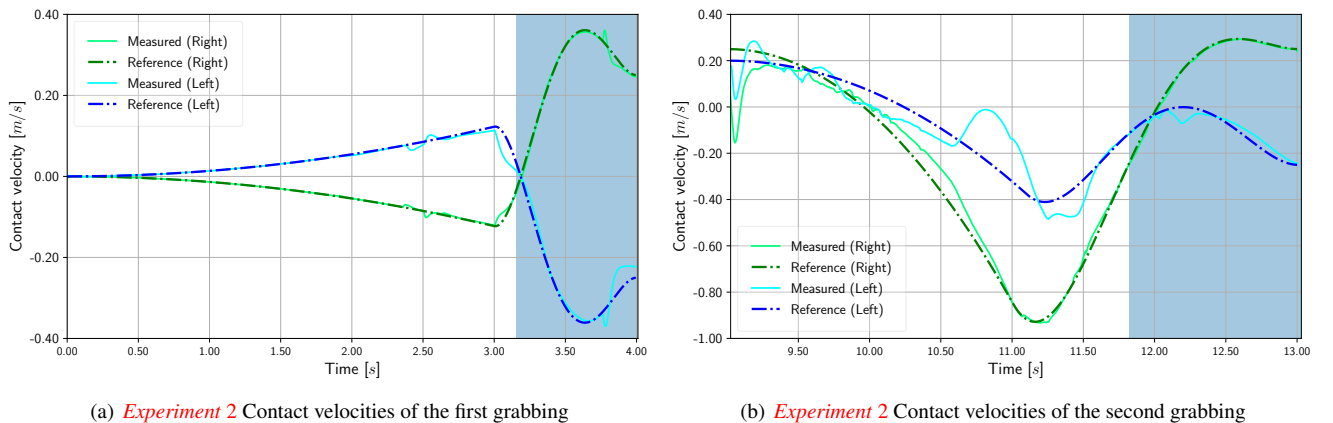 0.40
0.20
0.00
-0.20
-0.40
Contact velocity [m/s]
Measured (Right)
Reference (Right)
Measured (Left)
Reference (Left)
0.00 0.50 1.00 1.50 2.00 2.50 3.00 3.50 4.00
Time [s]
(a) Experiment 2 Contact velocities of the first grabbing
0.40
0.20
0.00
-0.20
-0.40
-0.60
-0.80
-1.00
Contact velocity [m/s]
Measured (Right)
Reference (Right)
Measured (Left)
Reference (Left)
9.50 10.00 10.50 11.00 11.50 12.00 12.50 13.00
Time [s]
(b) Experiment 2 Contact velocities of the second grabbing